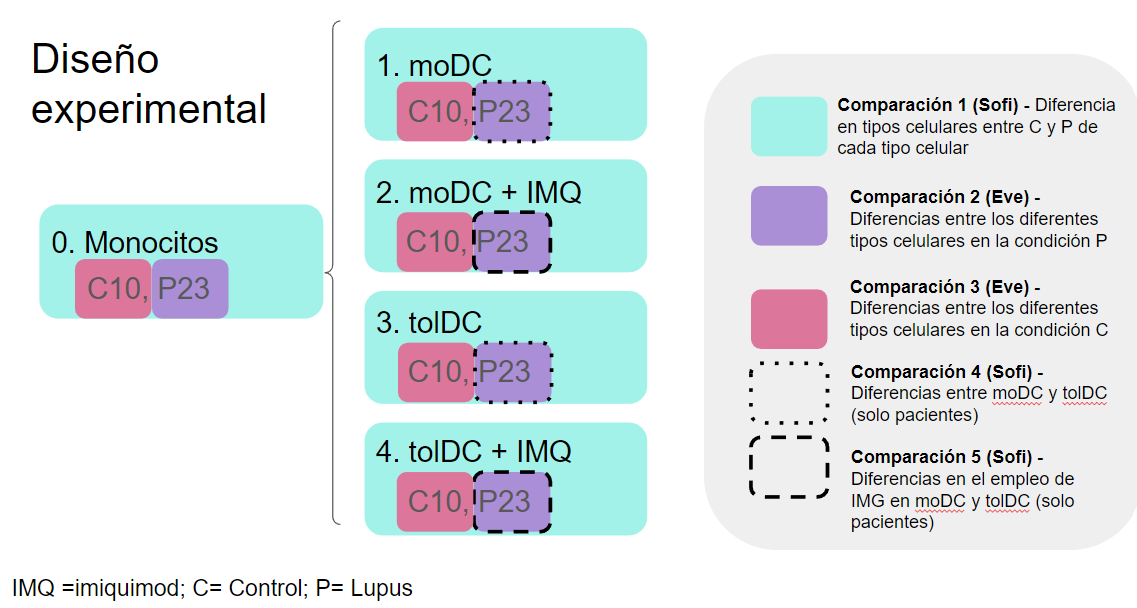 Diseño
experimental
0. Monocitos
C10, P23
1. moDC
C10, P23
2. moDC + IMQ
C10, P23
3. tolDC
C10, P23
4. tolDC + IMQ
C10, P23
Comparación 1 (Sofi) - Diferencia
en tipos celulares entre C y P de
cada tipo celular
Comparación 2 (Eve) -
Diferencias entre los diferentes
tipos celulares en la condición P
Comparación 3 (Eve) -
Diferencias entre los diferentes
tipos celulares en la condición C
Comparación 4 (Sofi) -
Diferencias entre moDC y tolDC
(solo pacientes)
Comparación 5 (Sofi) -
Diferencias en el empleo de
IMG en moDC y tolDC (solo
pacientes)
IMQ =imiquimod; C= Control; P= Lupus